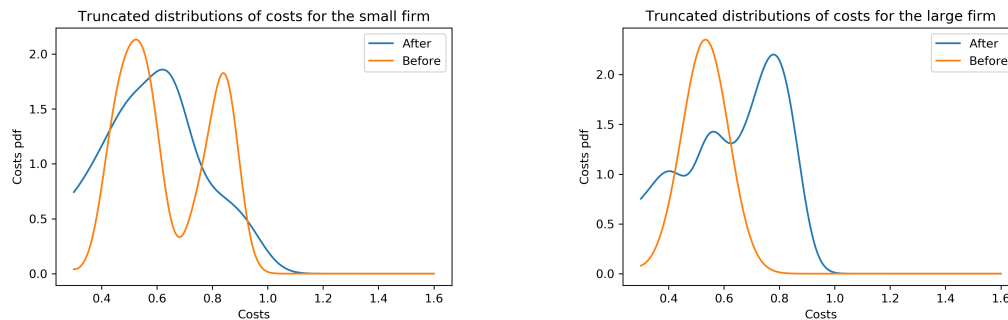 Truncated distributions of costs for the small firm
After
Before
Costs pdf
2.0
1.5
1.0
0.5
0.0
0.4 0.6 0.8 1.0 1.2 1.4 1.6
Costs
Truncated distributions of costs for the large firm
After
Before
Costs pdf
2.0
1.5
1.0
0.5
0.0
0.4 0.6 0.8 1.0 1.2 1.4 1.6
Costs